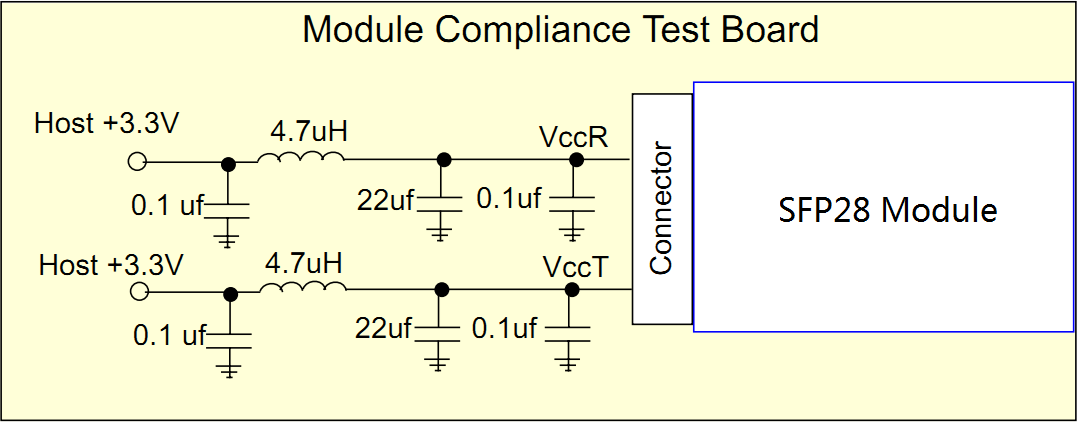 Module Compliance Test Board
Host +3.3V
4.7uH
VccR
0.1 uf
22uf
0.1uf
Connector
SFP28 Module
Host +3.3V
4.7uH
VccT
0.1 uf
22uf
0.1uf